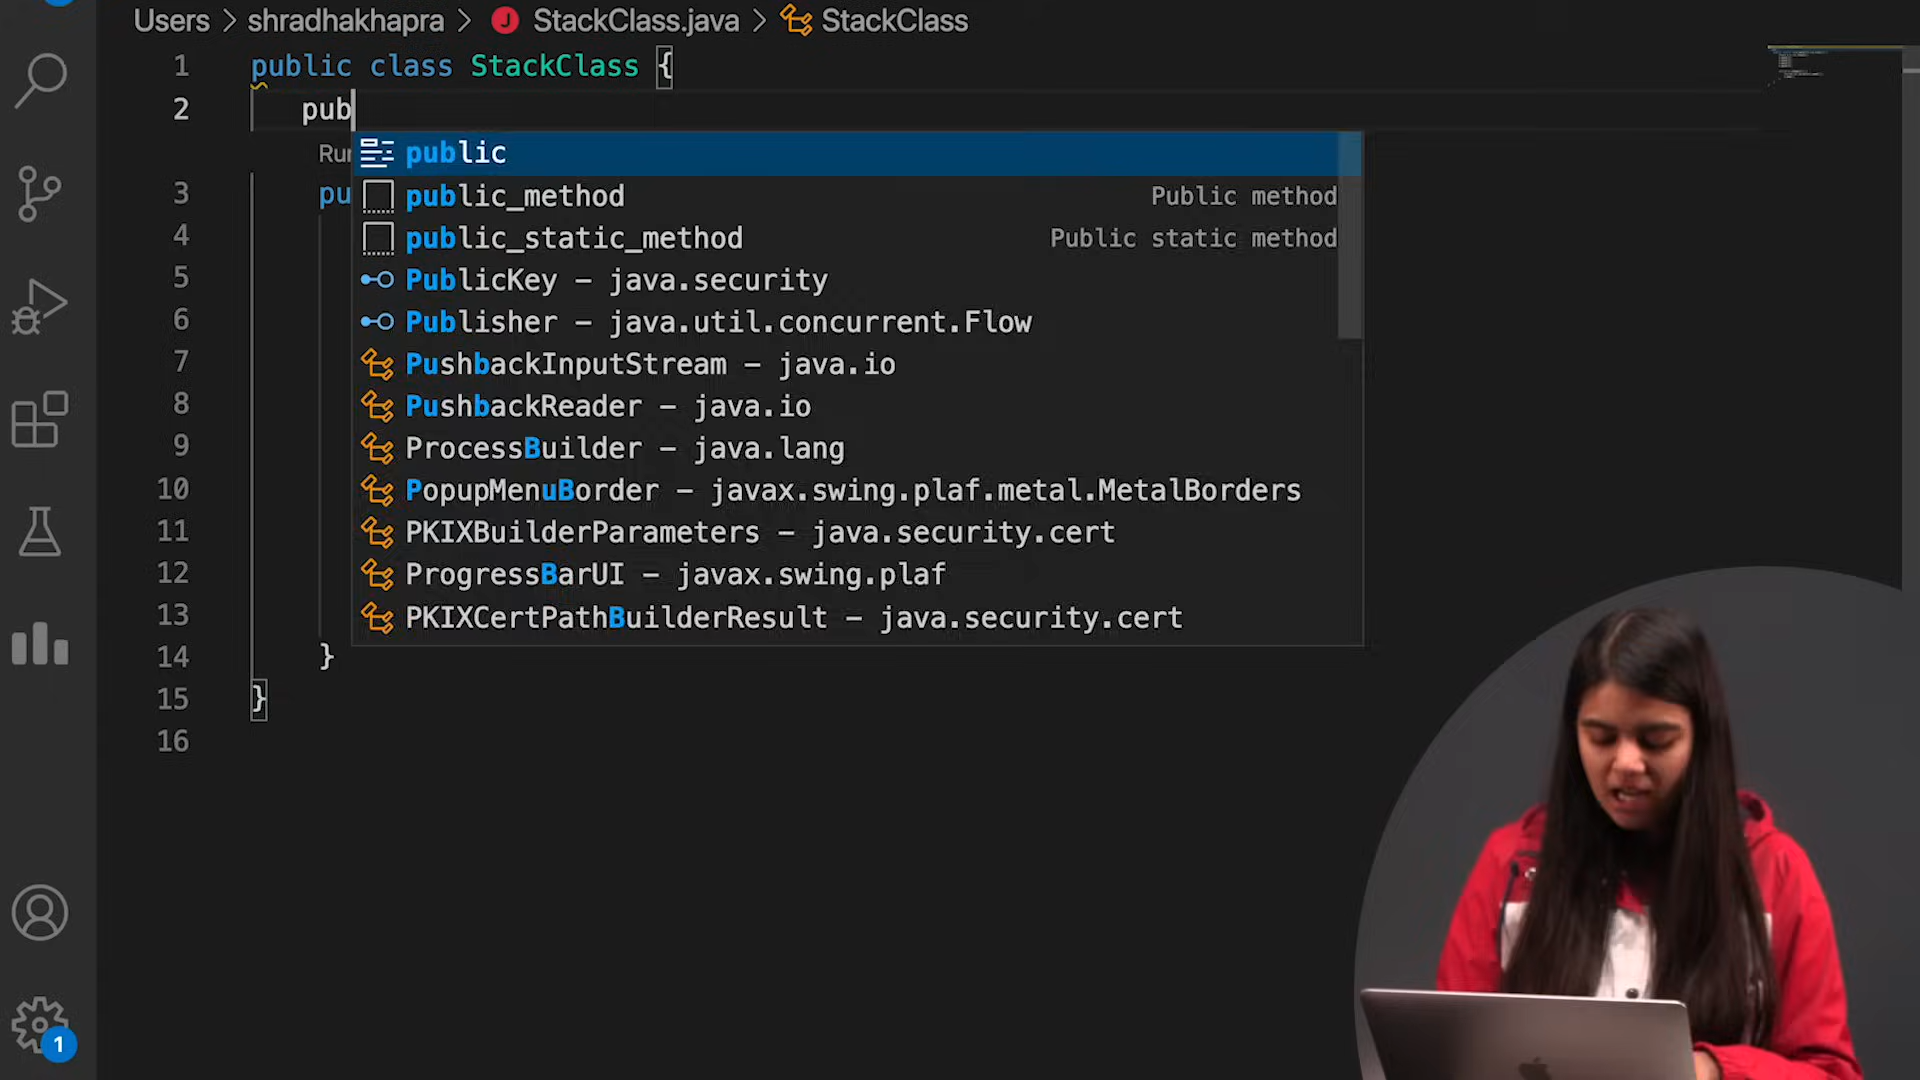 Users > shradhakhapra > J StackClass.java > StackClass
1 public class StackClass {
2 pub
Run
public
3 pu
public_method Public method
4 public_static_method Public static method
5 PublicKey – java.security
6 Publisher – java.util.concurrent.Flow
7 PushbackInputStream – java.io
8 PushbackReader – java.io
9 ProcessBuilder – java.lang
10 PopupMenuBorder – javax.swing.plaf.metal.MetalBorders
11 PKIXBuilderParameters – java.security.cert
12 ProgressBarUI – javax.swing.plaf
13 PKIXCertPathBuilderResult – java.security.cert
14 }
15 }
16
1